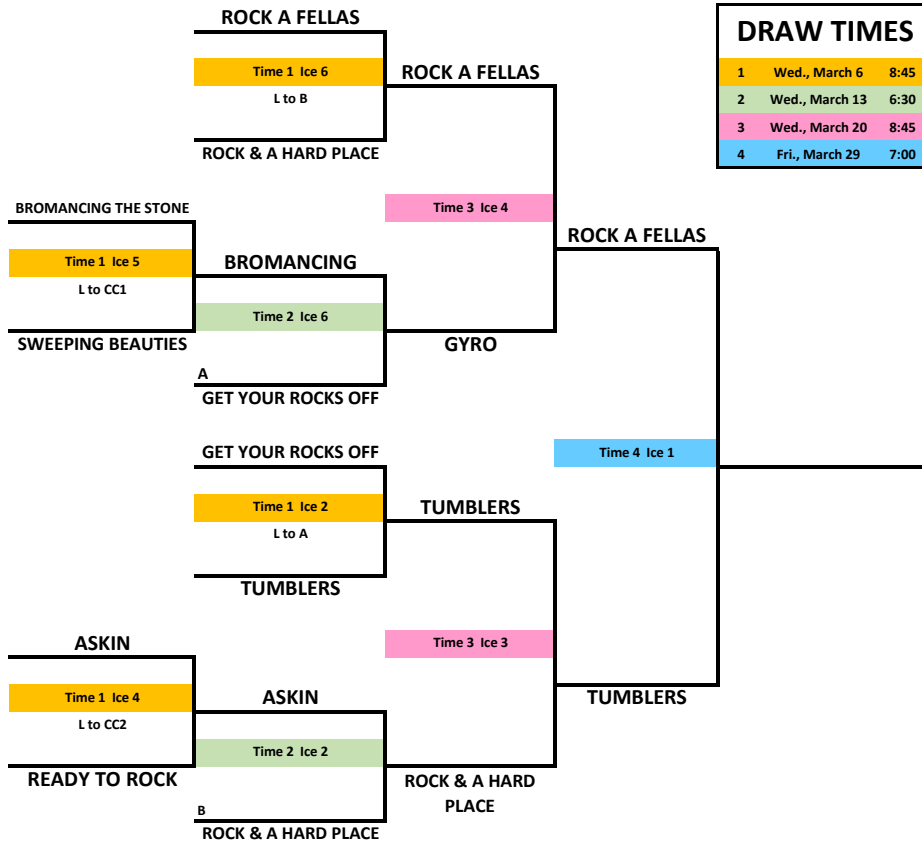 ROCK A FELLAS
DRAW TIMES
1 Wed., March 6 8:45
2 Wed., March 13 6:30
3 Wed., March 20 8:45
4 Fri., March 29 7:00
Time 1 Ice 6
ROCK A FELLAS
L to B
ROCK & A HARD PLACE
Time 3 Ice 4
BROMANCING THE STONE
ROCK A FELLAS
Time 1 Ice 5
BROMANCING
L to CC1
Time 2 Ice 6
SWEEPING BEAUTIES
GYRO
A
GET YOUR ROCKS OFF
GET YOUR ROCKS OFF
Time 4 Ice 1
Time 1 Ice 2
TUMBLERS
L to A
TUMBLERS
ASKIN
Time 3 Ice 3
Time 1 Ice 4
ASKIN
TUMBLERS
L to CC2
Time 2 Ice 2
READY TO ROCK
ROCK & A HARD
PLACE
B
ROCK & A HARD PLACE